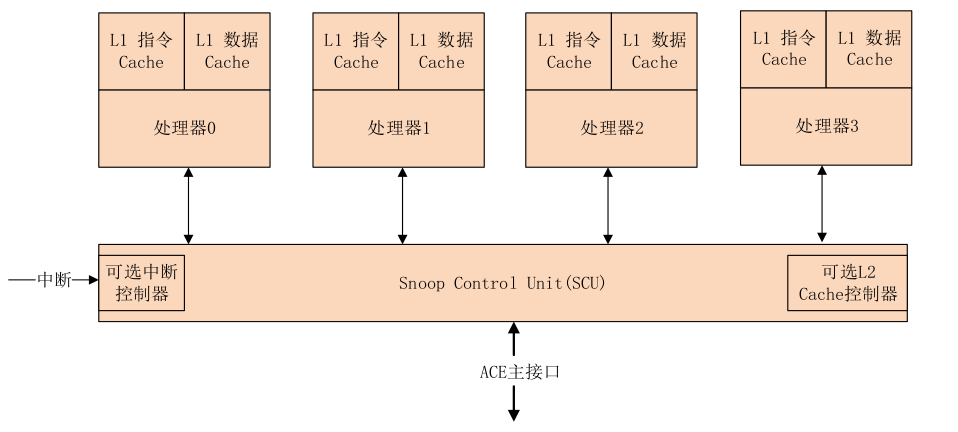 L1 指令 Cache
L1 数据 Cache
L1 指令 Cache
L1 数据 Cache
L1 指令 Cache
L1 数据 Cache
L1 指令 Cache
L1 数据 Cache
处理器0
处理器1
处理器2
处理器3
中断
可选中断
控制器
Snoop Control Unit(SCU)
可选L2
Cache控制器
ACE主接口